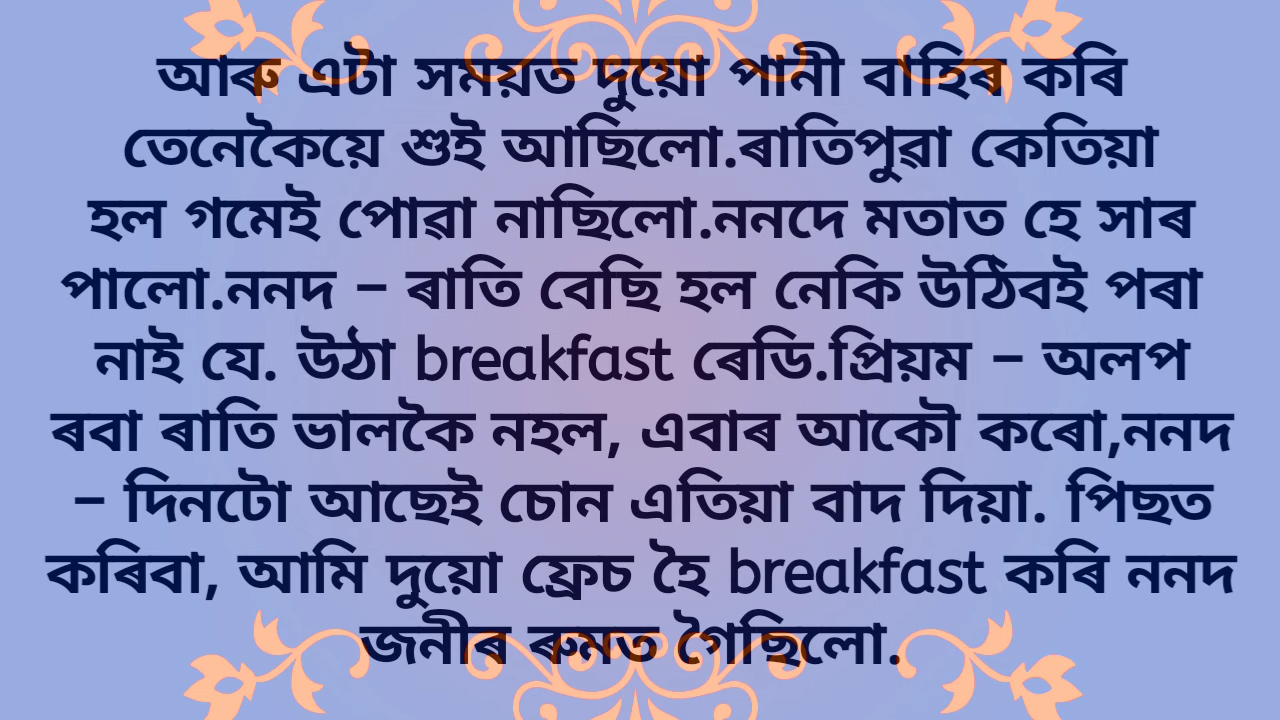 আৰু এটা সময়ত দুয়ো পানী বাহিৰ কৰি
তেনেকৈয়ে শুই আছিলো.ৰাতিপুৱা কেতিয়া
হল গমেই পোৱা নাছিলো.ননদে মতাত হে সাৰ
পালো.ননদ – ৰাতি বেছি হল নেকি উঠিবই পৰা
নাই যে. উঠা breakfast ৰেডি.প্ৰিয়ম – অলপ
ৰবা ৰাতি ভালকৈ নহল, এবাৰ আকৌ কৰো,ননদ
– দিনটো আছেই চোন এতিয়া বাদ দিয়া. পিছত
কৰিবা, আমি দুয়ো ফ্ৰেচ হৈ breakfast কৰি ননদ
জনীৰ ৰুমত গৈছিলো.